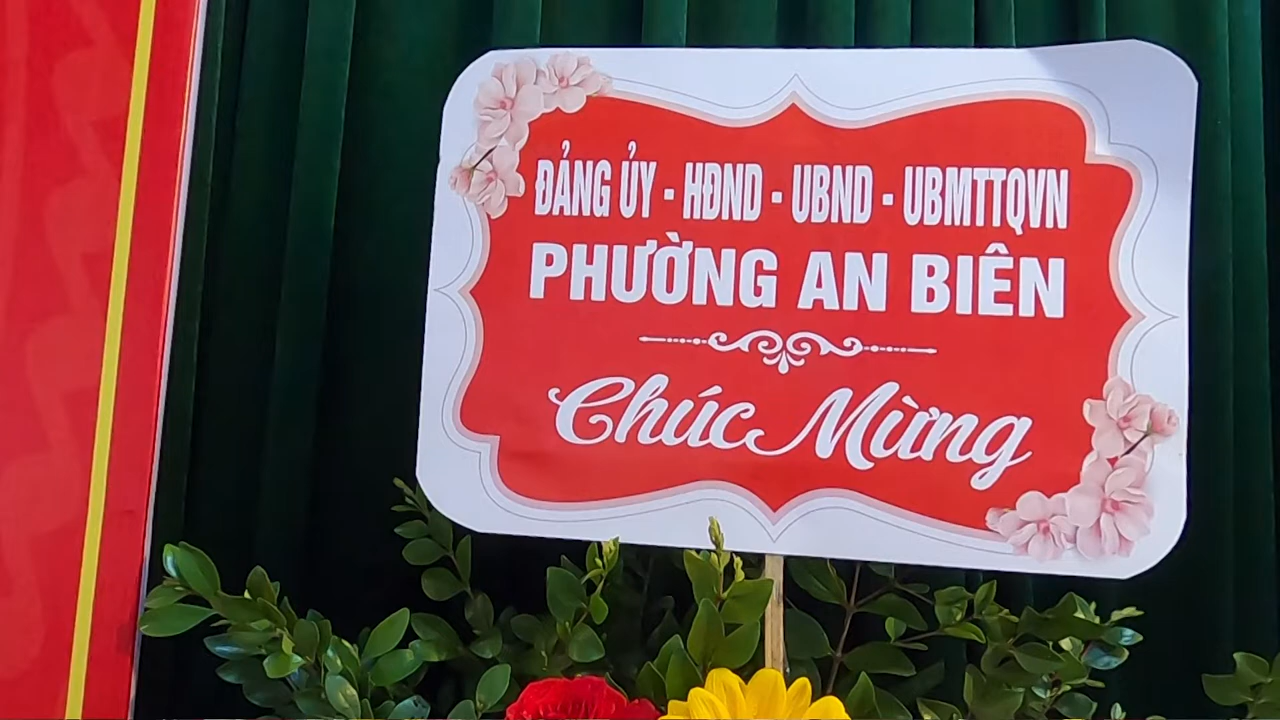 ĐẢNG ỦY - HĐND - UBND - UBMTTQVN
PHƯỜNG AN BIÊN
Chúc Mừng